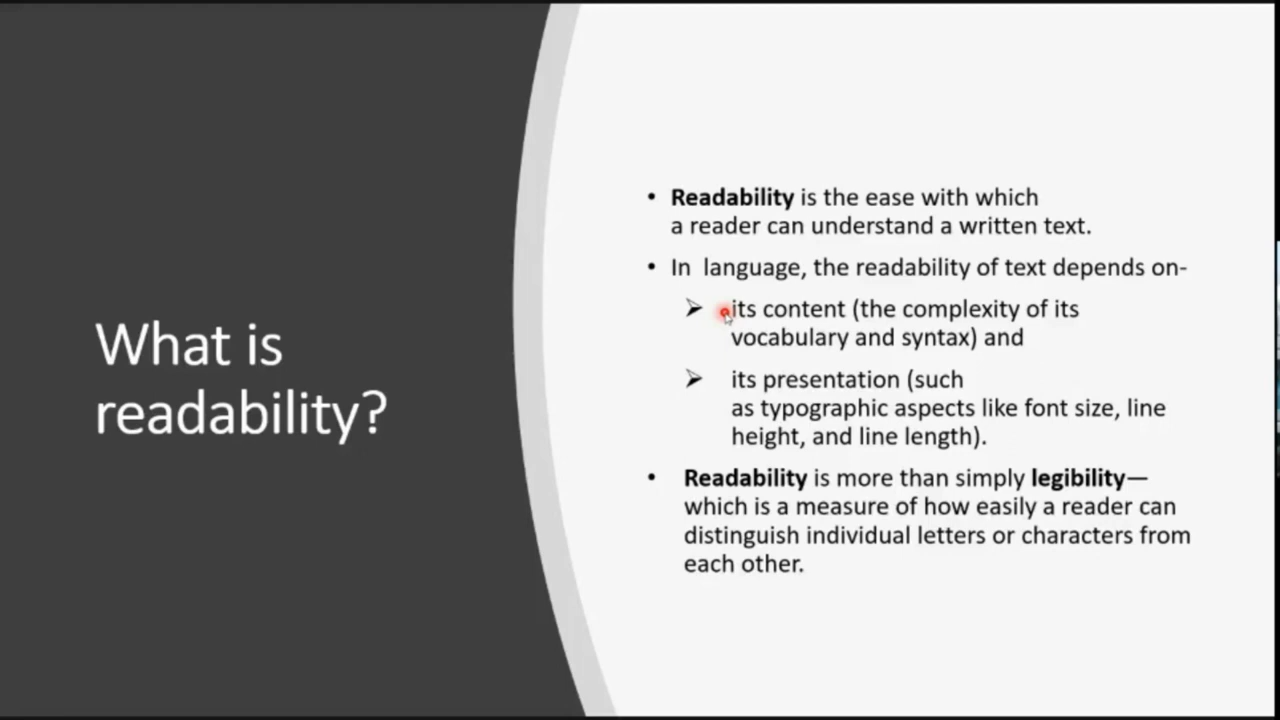 What is
readability?
• Readability is the ease with which
a reader can understand a written text.
• In language, the readability of text depends on-
➢ its content (the complexity of its
vocabulary and syntax) and
➢ its presentation (such
as typographic aspects like font size, line
height, and line length).
• Readability is more than simply legibility—
which is a measure of how easily a reader can
distinguish individual letters or characters from
each other.